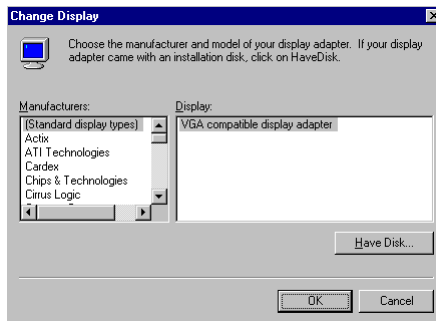 Change Display
Choose the manufacturer and model of your display adapter. If your display
adapter came with an installation disk, click on HaveDisk.
Manufacturers:
Display:
(Standard display types)
VGA compatible display adapter
Actix
ATI Technologies
Cardex
Chips & Technologies
Cirrus Logic
Have Disk...
OK
Cancel